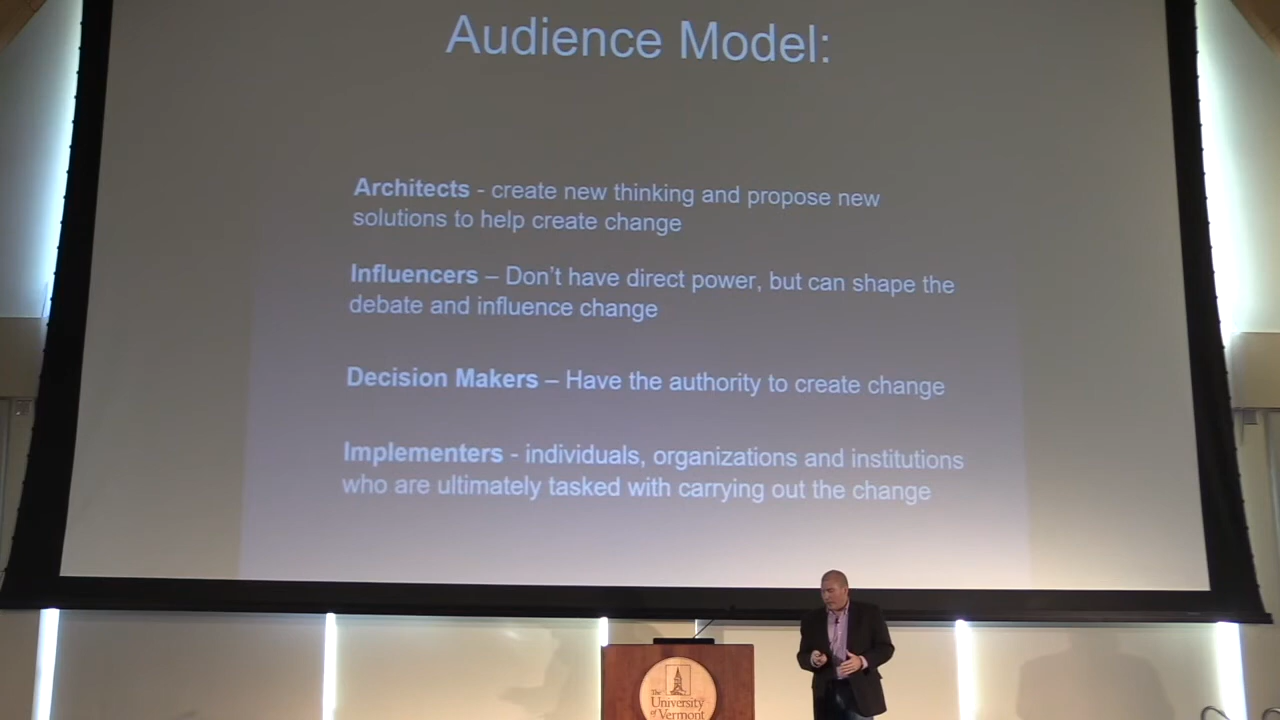 Audience Model:
Architects - create new thinking and propose new
solutions to help create change
Influencers – Don't have direct power, but can shape the
debate and influence change
Decision Makers – Have the authority to create change
Implementers - individuals, organizations and institutions
who are ultimately tasked with carrying out the change
The
University
of Vermont